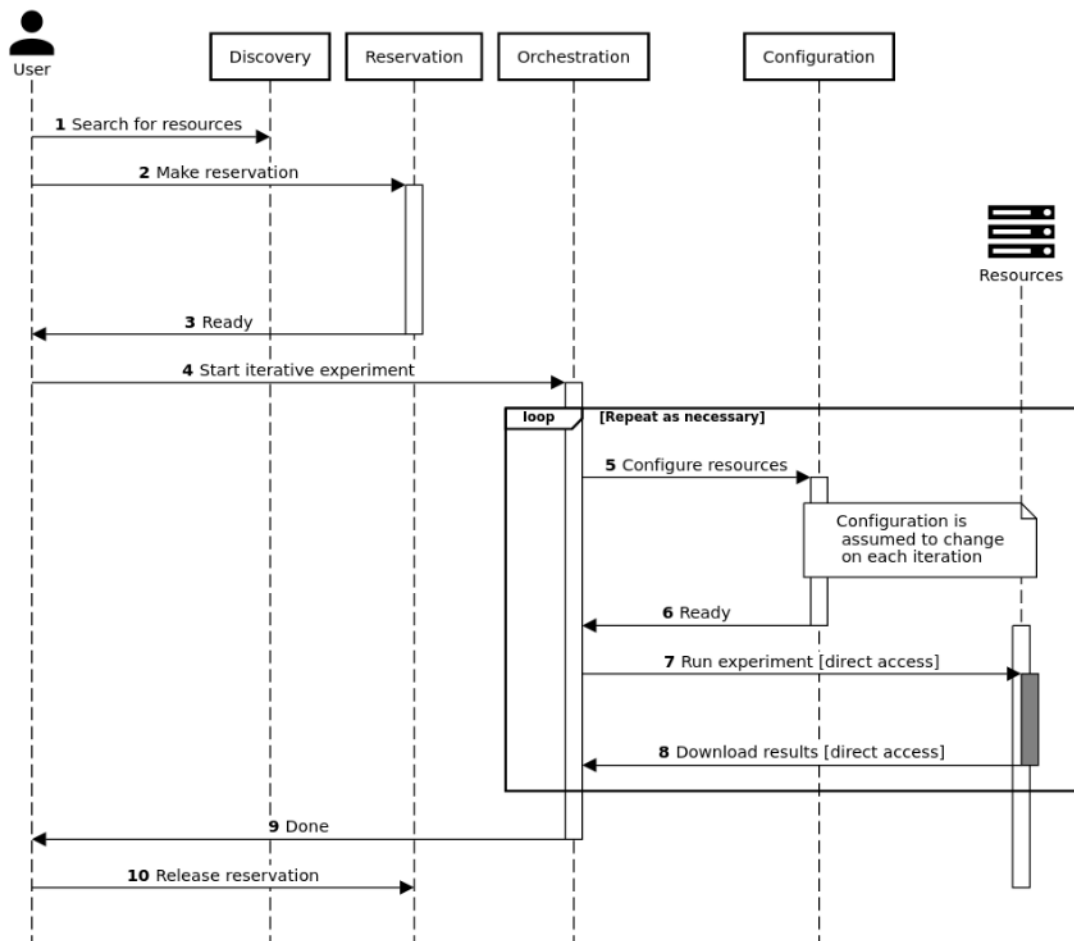 User
Discovery
Reservation
Orchestration
Configuration
1 Search for resources
2 Make reservation
Resources
3 Ready
4 Start iterative experiment
loop
[Repeat as necessary]
5 Configure resources
Configuration is
assumed to change
on each iteration
6 Ready
7 Run experiment [direct access]
8 Download results [direct access]
9 Done
10 Release reservation